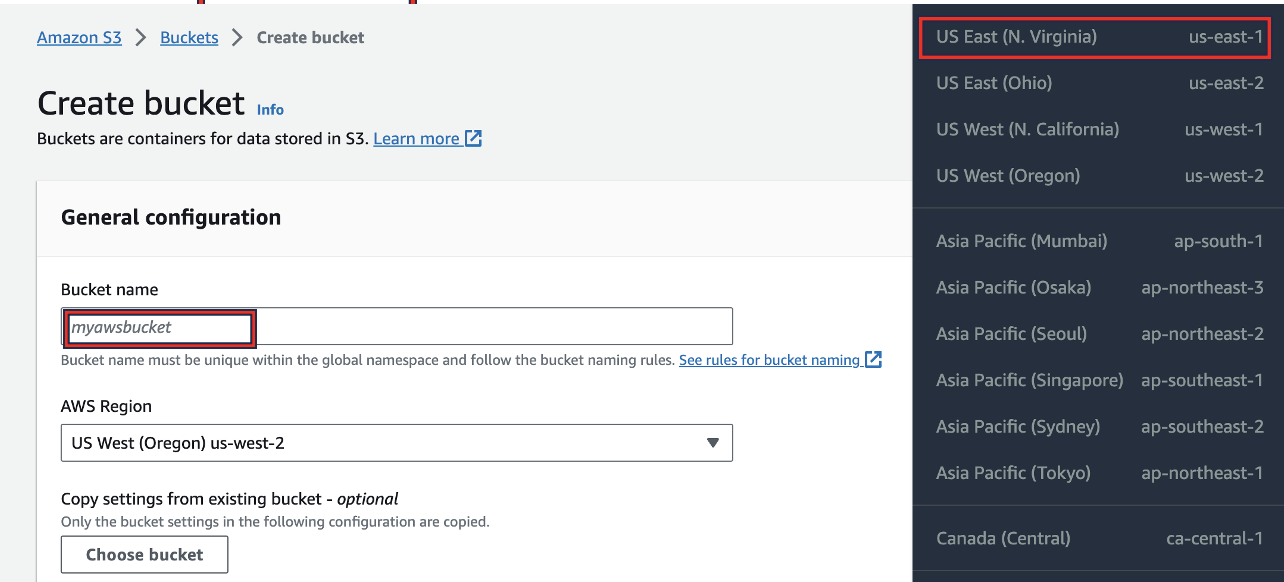 Amazon S3 > Buckets > Create bucket
Create bucket Info
Buckets are containers for data stored in S3. Learn more
General configuration
Bucket name
myawsbucket
Bucket name must be unique within the global namespace and follow the bucket naming rules. See rules for bucket naming
AWS Region
US West (Oregon) us-west-2
Copy settings from existing bucket - optional
Only the bucket settings in the following configuration are copied.
Choose bucket
US East (N. Virginia) us-east-1
US East (Ohio) us-east-2
US West (N. California) us-west-1
US West (Oregon) us-west-2
Asia Pacific (Mumbai) ap-south-1
Asia Pacific (Osaka) ap-northeast-3
Asia Pacific (Seoul) ap-northeast-2
Asia Pacific (Singapore) ap-southeast-1
Asia Pacific (Sydney) ap-southeast-2
Asia Pacific (Tokyo) ap-northeast-1
Canada (Central) ca-central-1